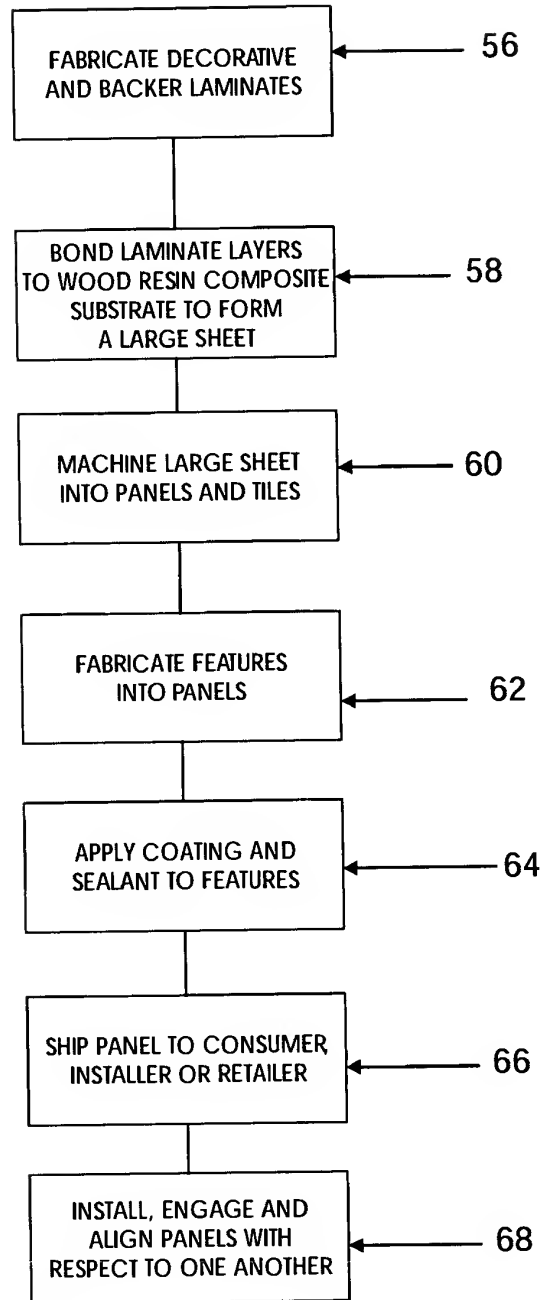 FABRICATE DECORATIVE
AND BACKER LAMINATES
56
BOND LAMINATE LAYERS
TO WOOD RESIN COMPOSITE
SUBSTRATE TO FORM
A LARGE SHEET
58
MACHINE LARGE SHEET
INTO PANELS AND TILES
60
FABRICATE FEATURES
INTO PANELS
62
APPLY COATING AND
SEALANT TO FEATURES
64
SHIP PANEL TO CONSUMER,
INSTALLER OR RETAILER
66
INSTALL, ENGAGE AND
ALIGN PANELS WITH
RESPECT TO ONE ANOTHER
68